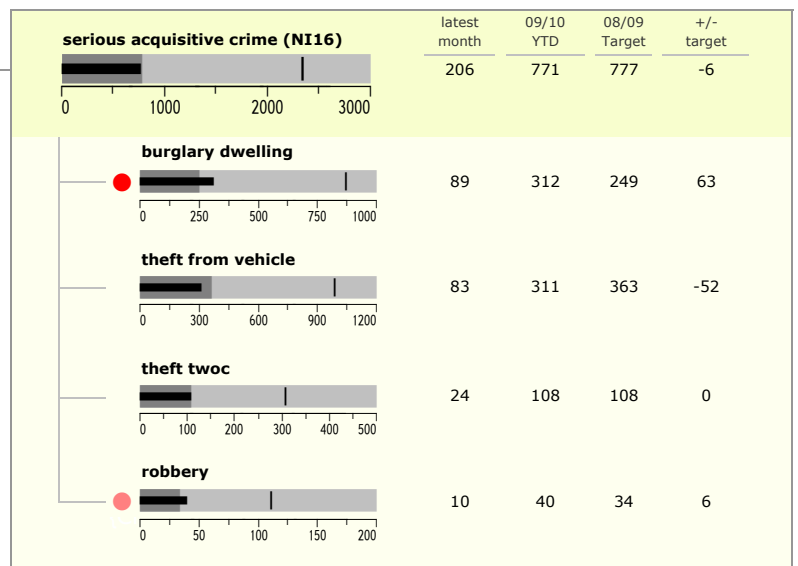 latest 09/10 08/09 +/-
serious acquisitive crime (NI16) month YTD Target target
206 771 777 -6
0 1000 2000 3000
burglary dwelling
89 312 249 63
0 250 500 750 1000
theft from vehicle
83 311 363 -52
0 300 600 900 1200
theft twoc
24 108 108 0
0 100 200 300 400 500
robbery
10 40 34 6
0 50 100 150 200